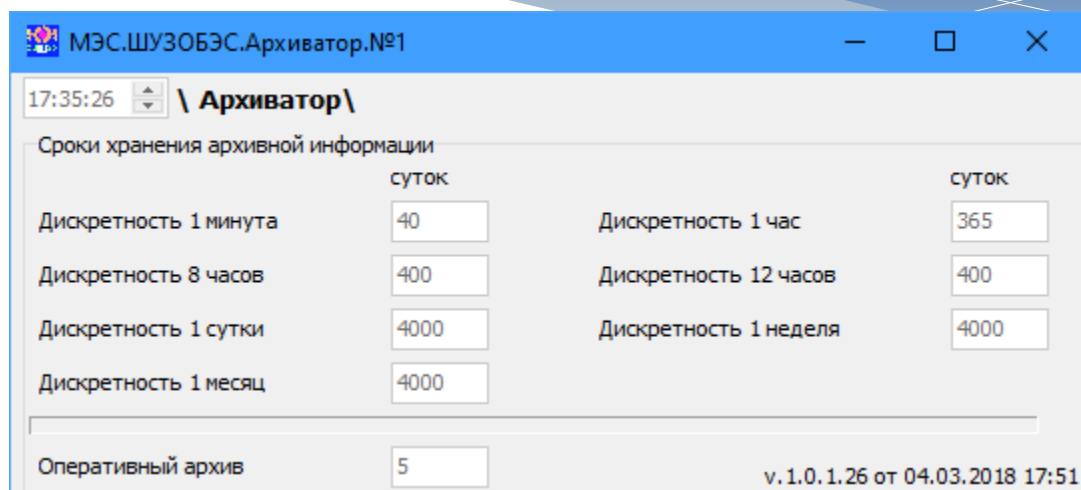 МЭС.ШУЗОБЭС.Архиватор.№1
17:35:26 \ Архиватор\
Сроки хранения архивной информации
суток суток
Дискретность 1 минута 40 Дискретность 1 час 365
Дискретность 8 часов 400 Дискретность 12 часов 400
Дискретность 1 сутки 4000 Дискретность 1 неделя 4000
Дискретность 1 месяц 4000
Оперативный архив 5 v.1.0.1.26 от 04.03.2018 17:51